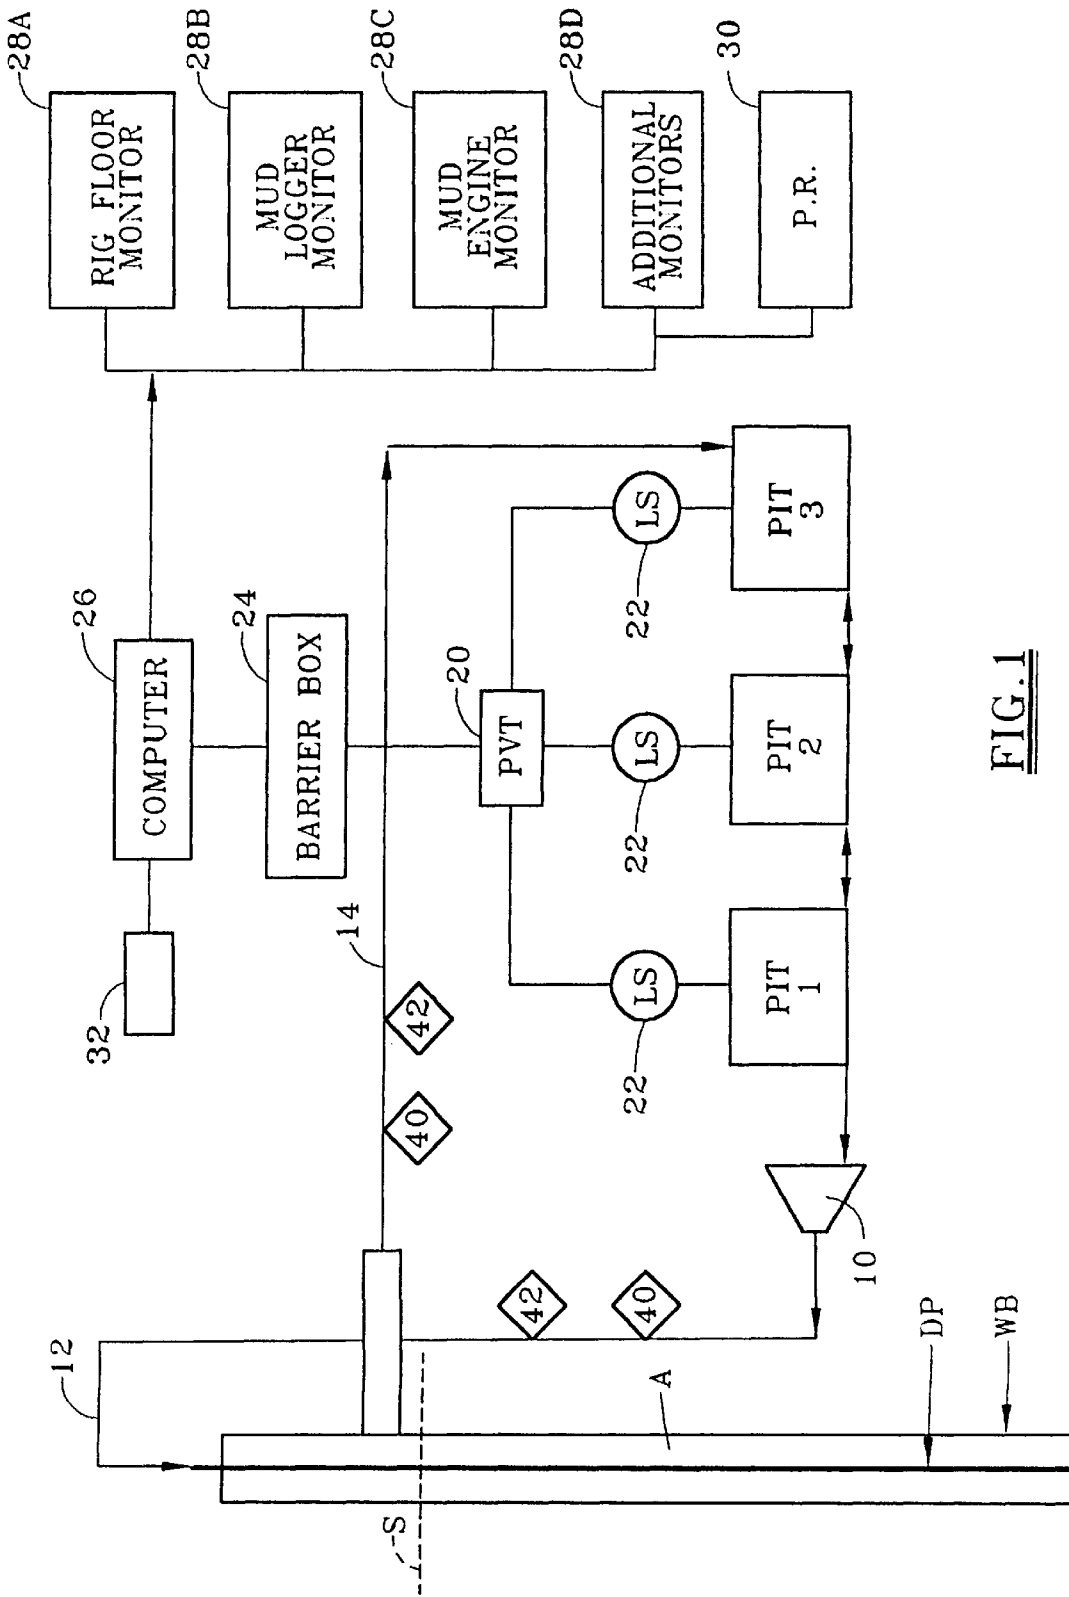 28A
RIG FLOOR
MONITOR
28B
MUD
LOGGER
MONITOR
28C
MUD
ENGINE
MONITOR
28D
ADDITIONAL
MONITORS
30
P.R.
32
26
COMPUTER
24
BARRIER BOX
12
14
40
42
20
PVT
42
40
22
LS
22
LS
22
LS
S
A
10
PIT
1
PIT
2
PIT
3
DP
WB
FIG.1